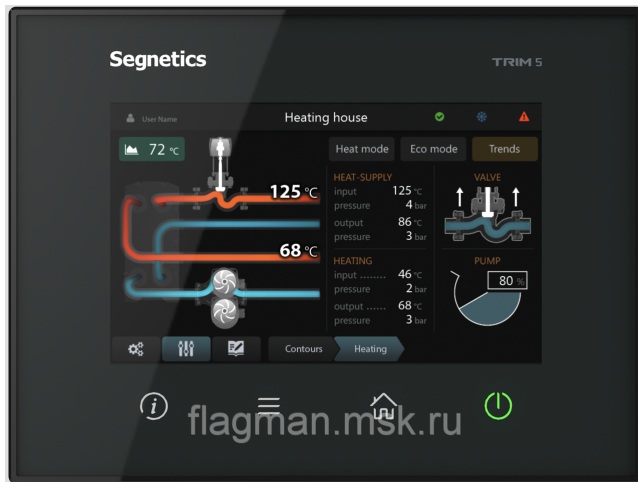 Segnetics
TRIM 5
User Name
Heating house
72 °C
Heat mode
Eco mode
Trends
125 °C
68 °C
HEAT-SUPPLY
input 125 °C
pressure 4 bar
output 86 °C
pressure 3 bar
HEATING
input ........ 46 °C
pressure 2 bar
output ...... 68 °C
pressure 3 bar
VALVE
PUMP
80 %
Contours
Heating
i
flagman.msk.ru